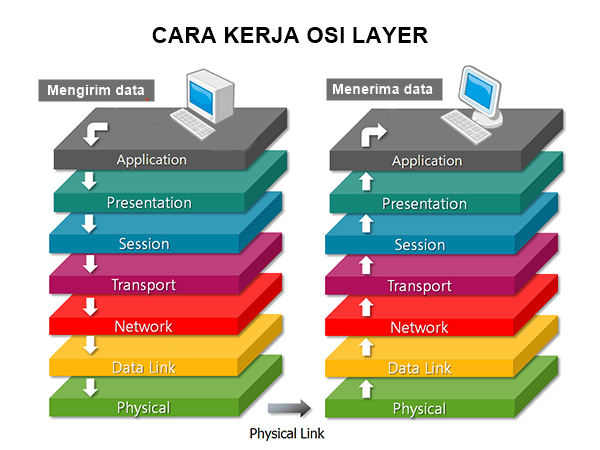 CARA KERJA OSI LAYER
Mengirim data
Application
Presentation
Session
Transport
Network
Data Link
Physical
Menerima data
Application
Presentation
Session
Transport
Network
Data Link
Physical
Physical Link